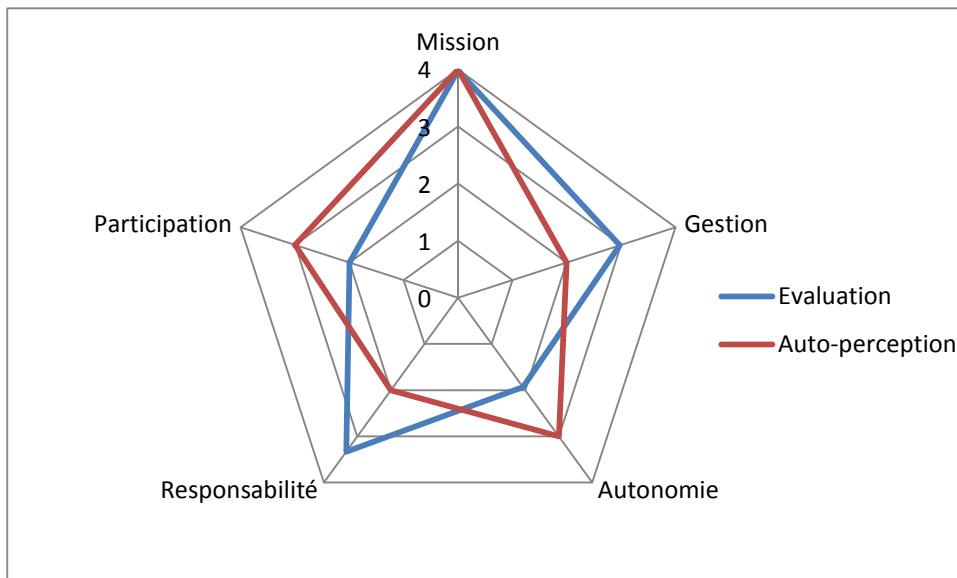 Mission
4
3
2
1
0
Participation
Gestion
Evaluation
Auto-perception
Responsabilité
Autonomie